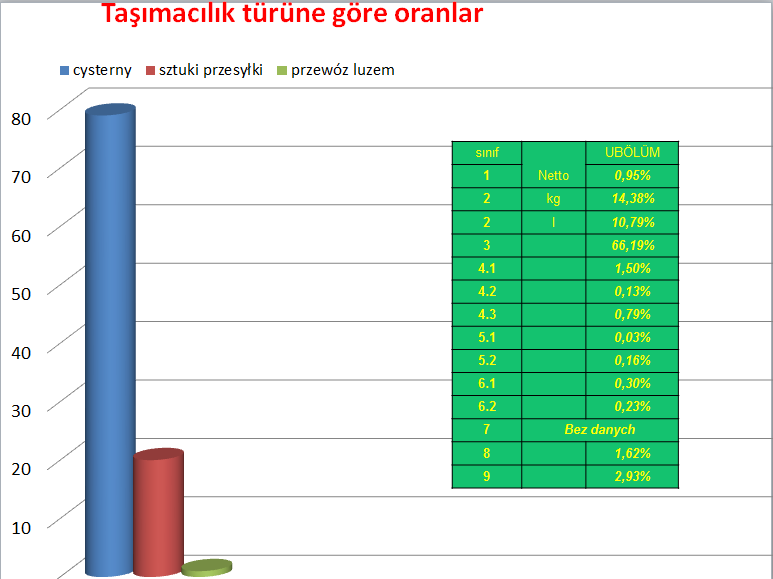 Taşımacılık türüne göre oranlar
cysterny sztuki przesyłki przewóz luzem
80
70
60
50
40
30
20
10
sınıf UBÖLÜM
1 Netto 0,95%
2 kg 14,38%
2 l 10,79%
3 66,19%
4.1 1,50%
4.2 0,13%
4.3 0,79%
5.1 0,03%
5.2 0,16%
6.1 0,30%
6.2 0,23%
7 Bez danych
8 1,62%
9 2,93%